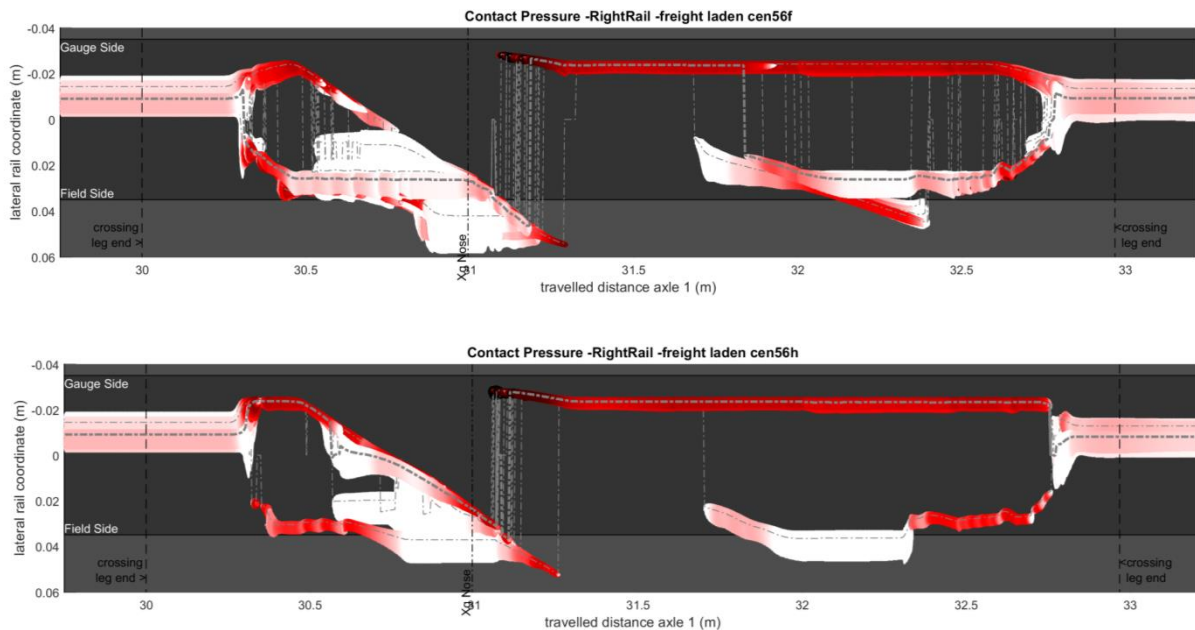 Contact Pressure -RightRail -freight laden cen56f
-0.04
Gauge Side
-0.02
0
0.02
Field Side
0.04
0.06
lateral rail coordinate (m)
crossing
leg end >
Xg Nose
<crossing
leg end
30
30.5
31
31.5
32
32.5
33
travelled distance axle 1 (m)
Contact Pressure -RightRail -freight laden cen56h
-0.04
Gauge Side
-0.02
0
0.02
Field Side
0.04
0.06
lateral rail coordinate (m)
crossing
leg end >
Xg Nose
<crossing
leg end
30
30.5
31
31.5
32
32.5
33
travelled distance axle 1 (m)